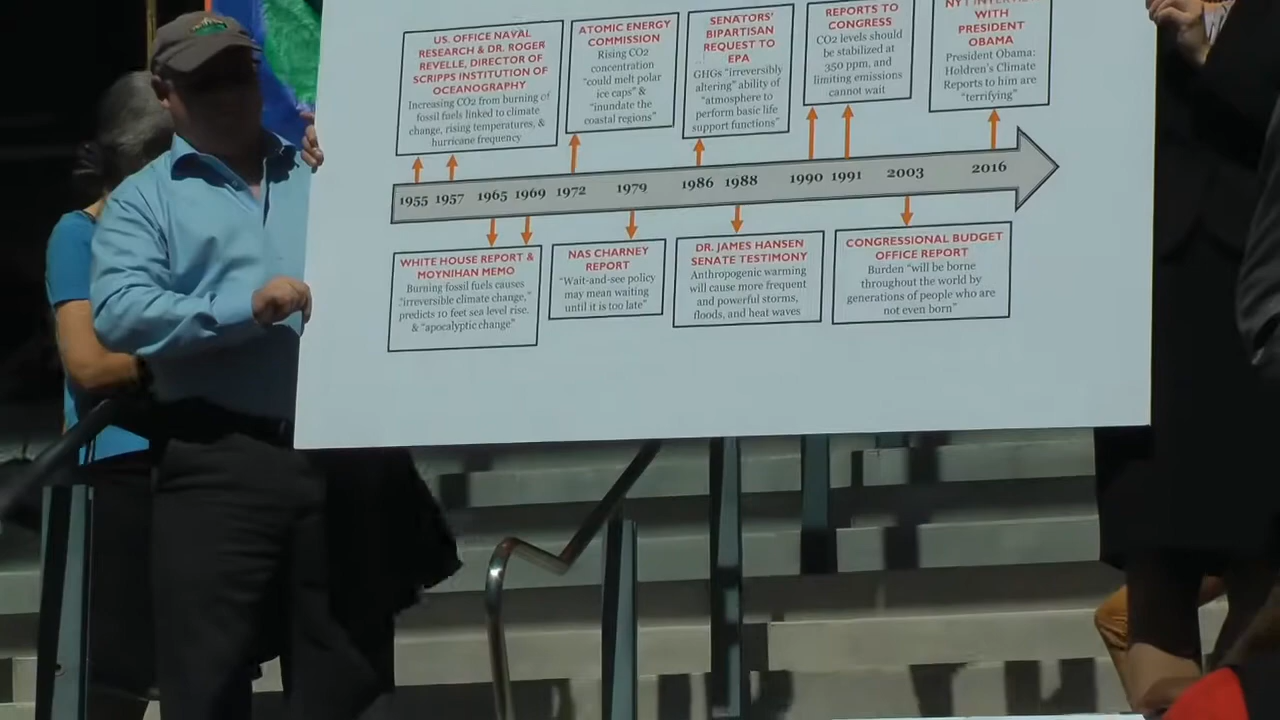 U.S. OFFICE NAVAL
RESEARCH & DR. ROGER
REVELLE, DIRECTOR OF
SCRIPPS INSTITUTION OF
OCEANOGRAPHY
Increasing CO2 from burning of
fossil fuels linked to climate
change, rising temperatures, &
hurricane frequency
ATOMIC ENERGY
COMMISSION
Rising CO2
concentration
"could melt polar
ice caps" &
"inundate the
coastal regions"
SENATORS'
BIPARTISAN
REQUEST TO
EPA
GHGs "irreversibly
altering" ability of
"atmosphere to
perform basic life
support functions"
REPORTS TO
CONGRESS
CO2 levels should
be stabilized at
350 ppm, and
limiting emissions
cannot wait
NYT INTERVIEW
WITH
PRESIDENT
OBAMA
President Obama:
Holdren's Climate
Reports to him are
"terrifying"
1955 1957 1965 1969 1972 1979 1986 1988 1990 1991 2003 2016
WHITE HOUSE REPORT &
MOYNIHAN MEMO
Burning fossil fuels causes
"irreversible climate change,"
predicts 10 feet sea level rise,
& "apocalyptic change"
NAS CHARNEY
REPORT
"Wait-and-see policy
may mean waiting
until it is too late"
DR. JAMES HANSEN
SENATE TESTIMONY
Anthropogenic warming
will cause more frequent
and powerful storms,
floods, and heat waves
CONGRESSIONAL BUDGET
OFFICE REPORT
Burden "will be borne
throughout the world by
generations of people who are
not even born"